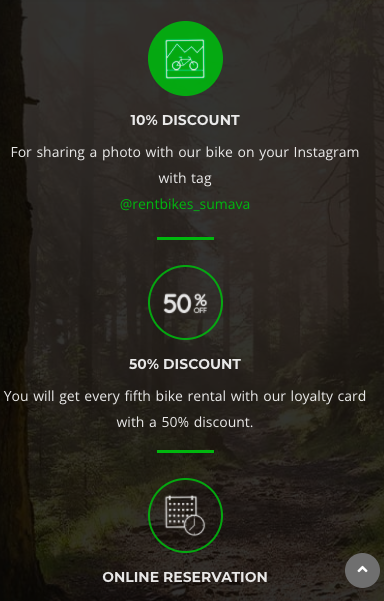 10% DISCOUNT
For sharing a photo with our bike on your Instagram
with tag
@rentbikes_sumava
50%
OFF
50% DISCOUNT
You will get every fifth bike rental with our loyalty card
with a 50% discount.
ONLINE RESERVATION